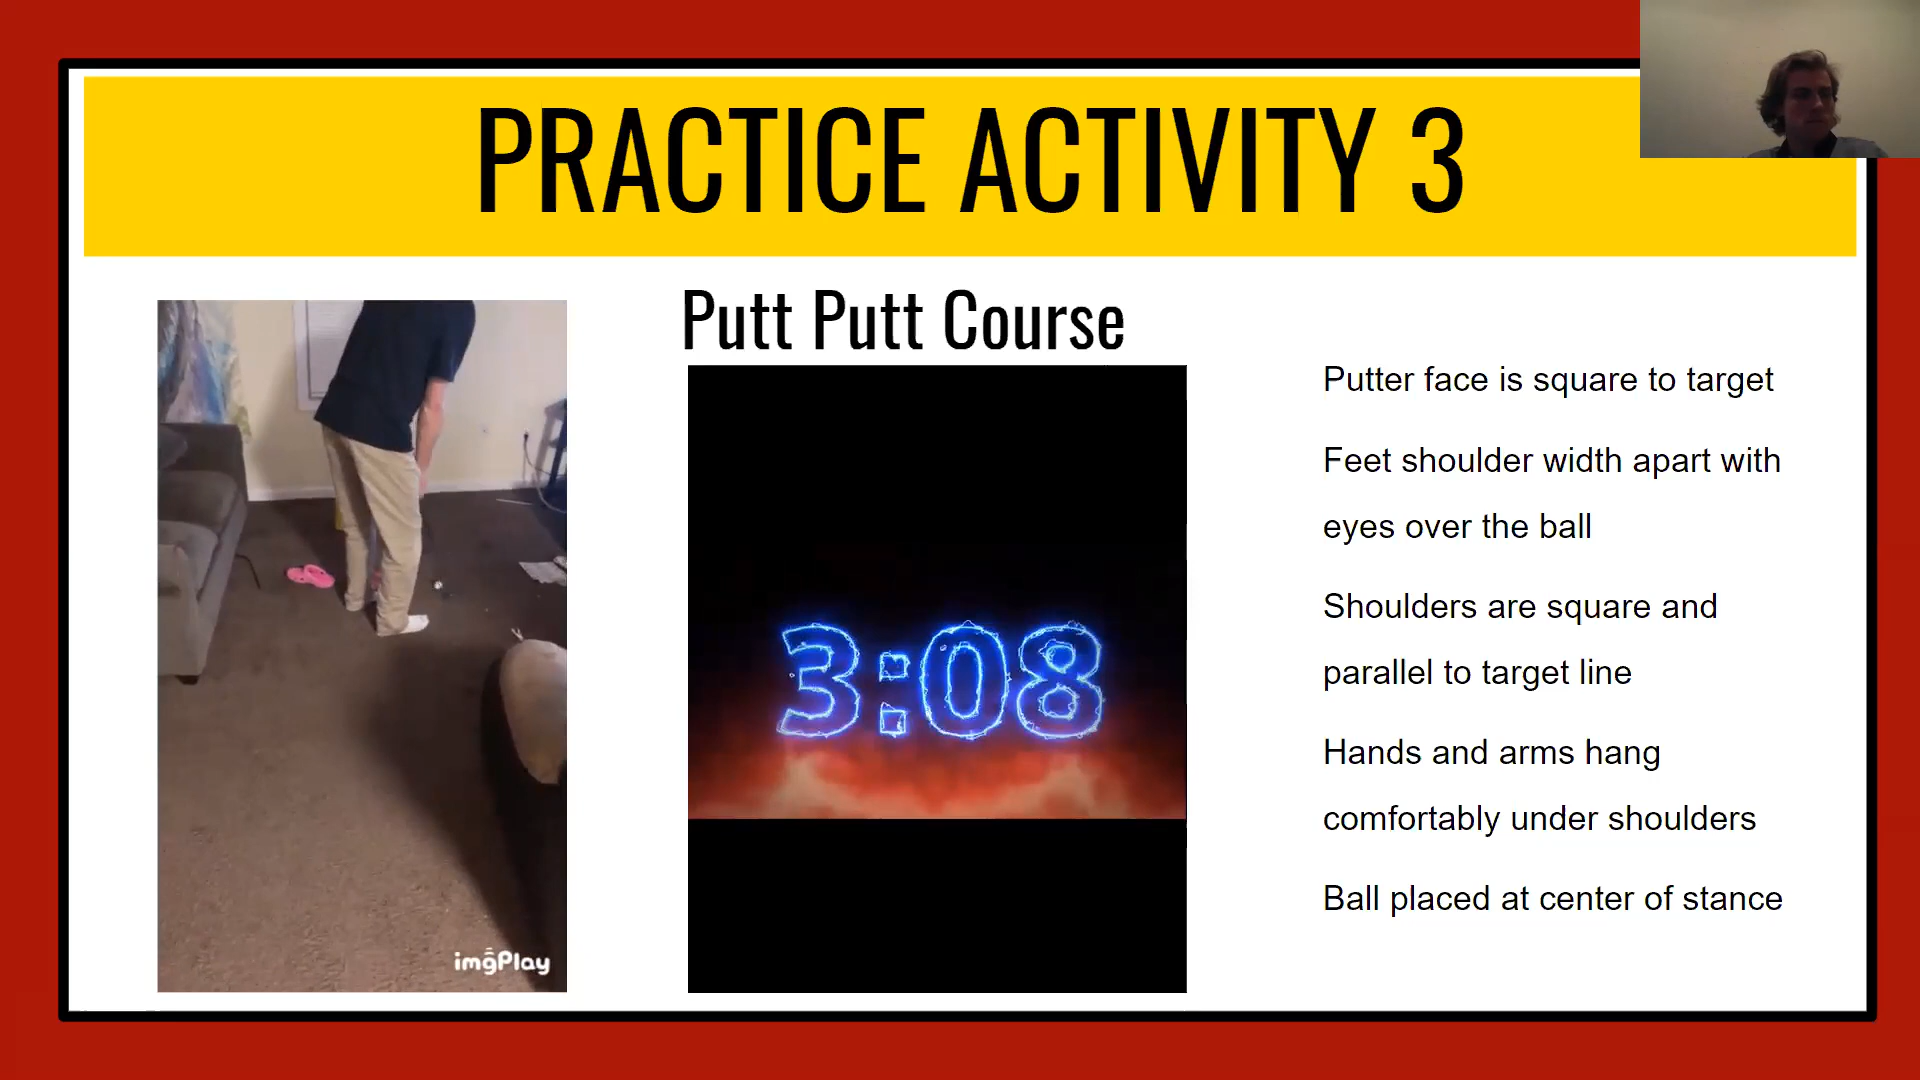 PRACTICE ACTIVITY 3
Putt Putt Course
imgPlay
3:08
Putter face is square to target
Feet shoulder width apart with
eyes over the ball
Shoulders are square and
parallel to target line
Hands and arms hang
comfortably under shoulders
Ball placed at center of stance